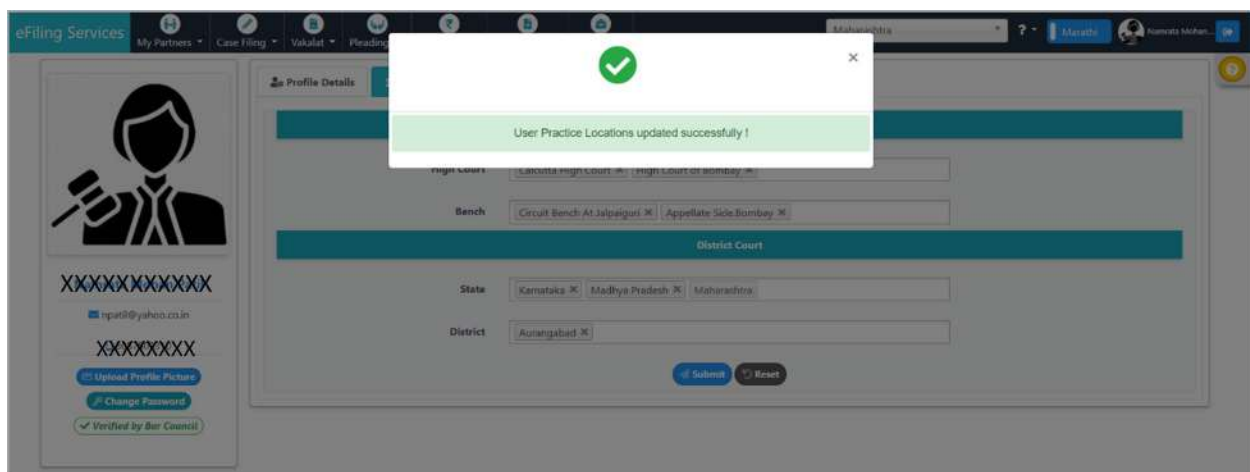 eFiling Services
My Partners
Case Filing
Vakalat
Pleading
Maharashtra
?
Marathi
Namrata Mohan...
Profile Details
User Practice Locations updated successfully !
High Court
Calcutta High Court × High Court of Bombay ×
Bench
Circuit Bench At Jalpaiguri × Appellate Side,Bombay ×
District Court
XXXXXXXXXXX
State
Karnataka × Madhya Pradesh × Maharashtra
npatil@yahoo.co.in
District
Aurangabad ×
XXXXXXXX
Upload Profile Picture
Submit
Reset
Change Password
Verified by Bar Council